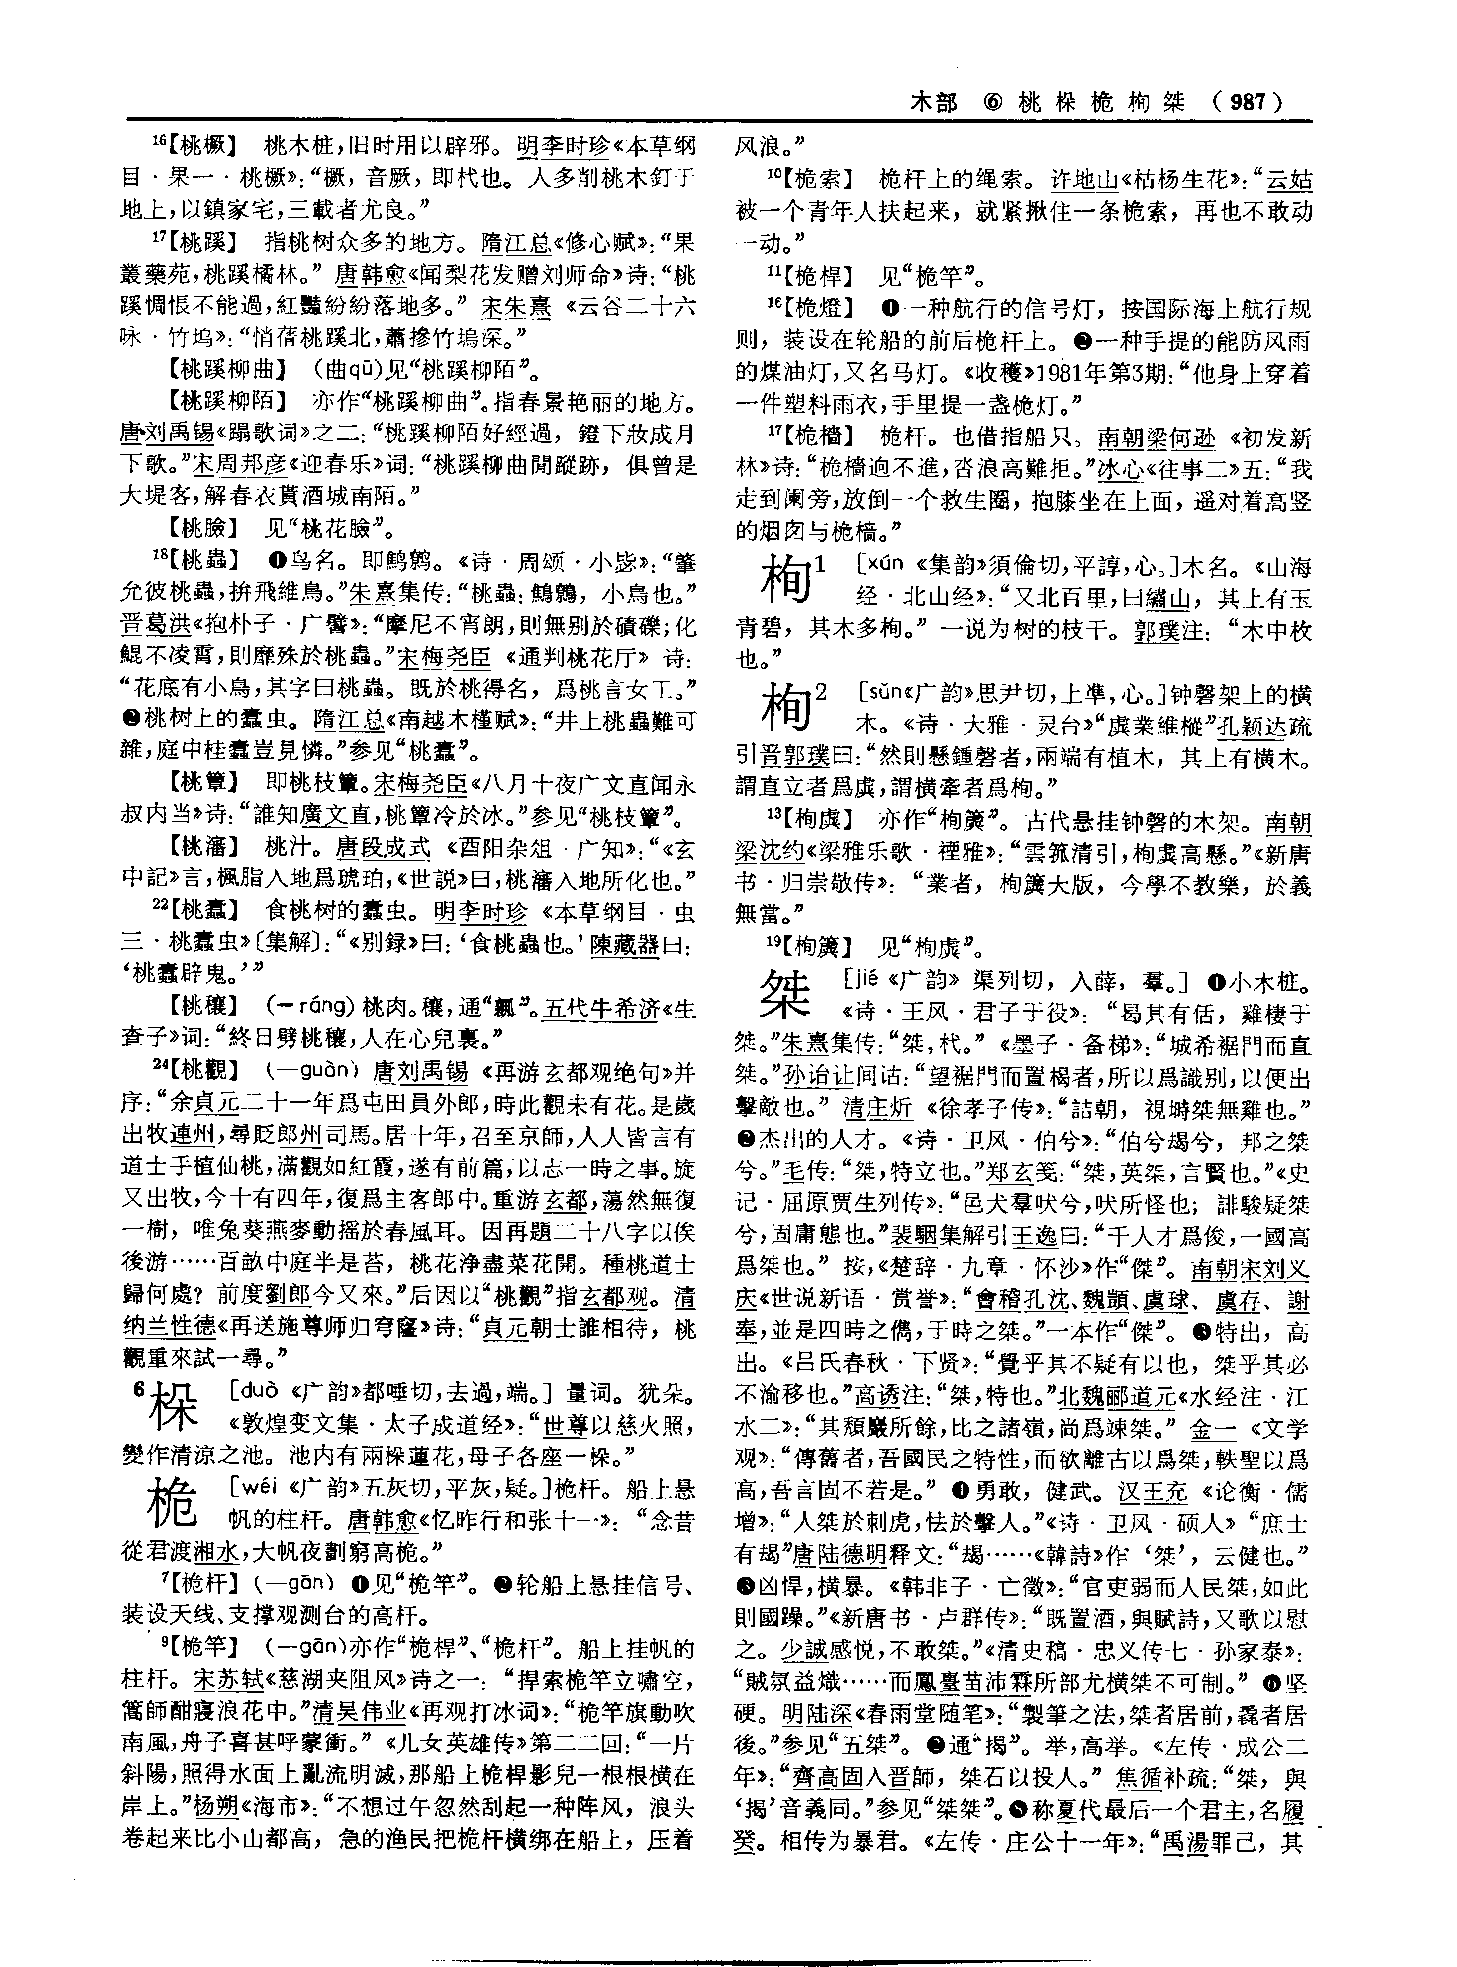 木部 ⑥ 桃 桗 桅 栒 桀 （987）
¹⁶【桃橛】 桃木桩，旧时用以辟邪。明李时珍《本草纲
目·果一·桃橛》：“橛，音厥，即杙也。人多削桃木釘于
地上，以鎮家宅，三載者尤良。”
¹⁷【桃蹊】 指桃树众多的地方。隋江总《修心赋》：“果
叢藥苑，桃蹊橘林。” 唐韩愈《闻梨花发赠刘师命》诗：“桃
蹊惆悵不能過，紅豔紛紛落地多。” 宋朱熹《云谷二十六
咏·竹坞》：“悄蒨桃蹊北，蕭摻竹塢深。”
【桃蹊柳曲】 （曲qū）见“桃蹊柳陌”。
【桃蹊柳陌】 亦作“桃蹊柳曲”。指春景艳丽的地方。
唐刘禹锡《蹋歌词》之二：“桃蹊柳陌好經過，鐙下妝成月
下歌。”宋周邦彦《迎春乐》词：“桃蹊柳曲閒蹤跡，俱曾是
大堤客，解春衣貰酒城南陌。”
【桃臉】 见“桃花臉”。
¹⁸【桃蟲】 ❶鸟名。即鹪鹩。《诗·周颂·小毖》：“肇
允彼桃蟲，拚飛維鳥。”朱熹集传：“桃蟲：鷦鷯，小鳥也。”
晋葛洪《抱朴子·广譬》：“摩尼不宵朗，則無别於磧礫；化
鯤不凌霄，則靡殊於桃蟲。”宋梅尧臣《通判桃花厅》诗：
“花底有小鳥，其字曰桃蟲。既於桃得名，爲桃言女工。”
❷桃树上的蠹虫。隋江总《南越木槿赋》：“井上桃蟲難可
雜，庭中桂蠹豈見憐。”参见“桃蠹”。
【桃簟】 即桃枝簟。宋梅尧臣《八月十夜广文直闻永
叔内当》诗：“誰知廣文直，桃簟冷於冰。”参见“桃枝簟”。
【桃瀋】 桃汁。唐段成式《酉阳杂俎·广知》：“《玄
中記》言，楓脂入地爲琥珀，《世説》曰，桃瀋入地所化也。”
²²【桃蠹】 食桃树的蠹虫。明李时珍《本草纲目·虫
三·桃蠹虫》〔集解〕：“《别録》曰：‘食桃蟲也。’陳藏器曰：
‘桃蠹辟鬼。’”
【桃穰】 （－ráng）桃肉。穰，通“瓤”。五代牛希济《生
查子》词：“終日劈桃穰，人在心兒裏。”
²⁴【桃觀】 （—guàn）唐刘禹锡《再游玄都观绝句》并
序：“余貞元二十一年爲屯田員外郎，時此觀未有花。是歲
出牧連州，尋貶郎州司馬。居十年，召至京師，人人皆言有
道士手植仙桃，滿觀如紅霞，遂有前篇，以志一時之事。旋
又出牧，今十有四年，復爲主客郎中。重游玄都，蕩然無復
一樹，唯兔葵燕麥動摇於春風耳。因再題二十八字以俟
後游……百畝中庭半是苔，桃花浄盡菜花開。種桃道士
歸何處？前度劉郎今又來。”后因以“桃觀”指玄都观。清
纳兰性德《再送施尊师归穹窿》诗：“貞元朝士誰相待，桃
觀重來試一尋。”
⁶桗 ［duǒ《广韵》都唾切，去過，端。］量词。犹朵。
《敦煌变文集·太子成道经》：“世尊以慈火照，
變作清涼之池。池内有兩桗蓮花，母子各座一桗。”
桅 ［wéi《广韵》五灰切，平灰，疑。］桅杆。船上悬
帆的柱杆。唐韩愈《忆昨行和张十一》：“念昔
從君渡湘水，大帆夜劃窮高桅。”
⁷【桅杆】（—gān）❶见“桅竿”。❷轮船上悬挂信号、
装设天线、支撑观测台的高杆。
⁹【桅竿】 （—gān）亦作“桅桿”、“桅杆”。船上挂帆的
柱杆。宋苏轼《慈湖夹阻风》诗之一：“捍索桅竿立嘯空，
篙師酣寢浪花中。”清吴伟业《再观打冰词》：“桅竿旗動吹
南風，舟子喜甚呼蒙衝。”《儿女英雄传》第二二回：“一片
斜陽，照得水面上亂流明滅，那船上桅桿影兒一根根横在
岸上。”杨朔《海市》：“不想过午忽然刮起一种阵风，浪头
卷起来比小山都高，急的渔民把桅杆横绑在船上，压着
风浪。”
¹⁰【桅索】 桅杆上的绳索。许地山《枯杨生花》：“云姑
被一个青年人扶起来，就紧揪住一条桅索，再也不敢动
一动。”
¹¹【桅桿】 见“桅竿”。
¹⁶【桅燈】 ❶一种航行的信号灯，按国际海上航行规
则，装设在轮船的前后桅杆上。❷一种手提的能防风雨
的煤油灯，又名马灯。《收穫》1981年第3期：“他身上穿着
一件塑料雨衣，手里提一盏桅灯。”
¹⁷【桅檣】 桅杆。也借指船只。南朝梁何逊《初发新
林》诗：“桅檣迥不進，沓浪高難拒。”冰心《往事二》五：“我
走到阑旁，放倒一个救生圈，抱膝坐在上面，遥对着高竖
的烟囱与桅檣。”
栒¹ ［xún《集韵》須倫切，平諄，心。］木名。《山海
经·北山经》：“又北百里，曰繡山，其上有玉
青碧，其木多栒。”一说为树的枝干。郭璞注：“木中枚
也。”
栒² ［sǔn《广韵》思尹切，上準，心。］钟磬架上的横
木。《诗·大雅·灵台》“虡業維樅”孔颖达疏
引晋郭璞曰：“然則懸鍾磬者，兩端有植木，其上有横木。
謂直立者爲虡，謂横牽者爲栒。”
¹³【栒虡】 亦作“栒簴”。古代悬挂钟磬的木架。南朝
梁沈约《梁雅乐歌·禋雅》：“雲孤清引，栒虡高懸。”《新唐
书·归崇敬传》：“業者，栒簴大版，今學不教樂，於義
無當。”
¹⁹【栒簴】 见“栒虡”。
桀 ［jié《广韵》渠列切，入薛，羣。］❶小木桩。
《诗·王风·君子于役》：“曷其有佸，雞棲于
桀。”朱熹集传：“桀，杙。”《墨子·备梯》：“城希裾門而直
桀。”孙诒让间诂：“望裾門而置楬者，所以爲識别，以便出
擊敵也。”清庄炘《徐孝子传》：“詰朝，視塒桀無雞也。”
❷杰出的人才。《诗·卫风·伯兮》：“伯兮朅兮，邦之桀
兮。”毛传：“桀，特立也。”郑玄笺：“桀，英桀，言賢也。”《史
记·屈原贾生列传》：“邑犬羣吠兮，吠所怪也；誹駿疑桀
兮，固庸態也。”裴駰集解引王逸曰：“千人才爲俊，一國高
爲桀也。”按，《楚辞·九章·怀沙》作“傑”。南朝宋刘义
庆《世说新语·赏誉》：“會稽孔沈、魏顗、虞球、虞存、謝
奉，並是四時之儁，于時之桀。”一本作“傑”。❸特出，高
出。《吕氏春秋·下贤》：“覺乎其不疑有以也，桀乎其必
不渝移也。”高诱注：“桀，特也。”北魏郦道元《水经注·江
水二》：“其頹巖所餘，比之諸嶺，尚爲竦桀。”金一《文学
观》：“傳舊者，吾國民之特性，而欲離古以爲桀，軼聖以爲
高，吾言固不若是。”❹勇敢，健武。汉王充《论衡·儒
增》：“人桀於刺虎，怯於擊人。”《诗·卫风·硕人》“庶士
有朅”唐陆德明释文：“朅……《韓詩》作‘桀’，云健也。”
❺凶悍，横暴。《韩非子·亡徵》：“官吏弱而人民桀，如此
則國躁。”《新唐书·卢群传》：“既置酒，與賦詩，又歌以慰
之。少誠感悦，不敢桀。”《清史稿·忠义传七·孙家泰》：
“賊氛益熾……而鳳臺苗沛霖所部尤横桀不可制。”❻坚
硬。明陆深《春雨堂随笔》：“製筆之法，桀者居前，毳者居
後。”参见“五桀”。❼通“揭”。举，高举。《左传·成公二
年》：“齊高固入晋師，桀石以投人。”焦循补疏：“桀，與
‘揭’音義同。”参见“桀桀”。❽称夏代最后一个君主，名履
癸。相传为暴君。《左传·庄公十一年》：“禹湯罪己，其